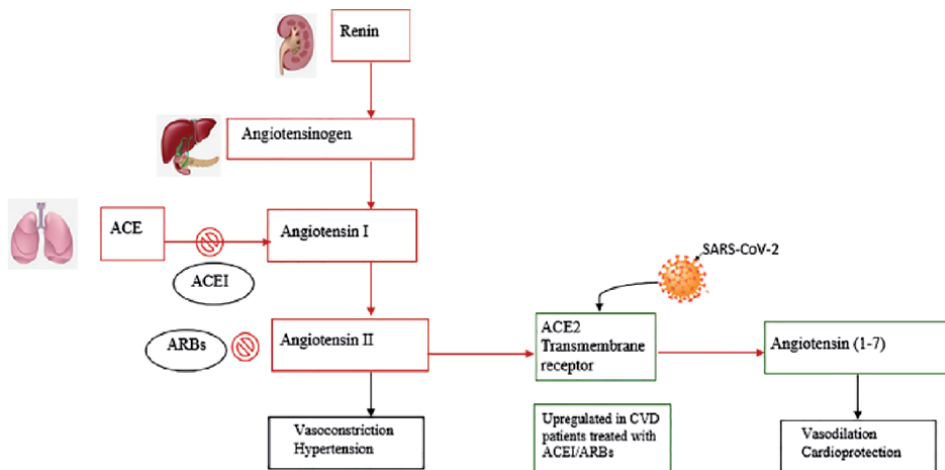 Renin
Angiotensinogen
ACE
Angiotensin I
ACEI
SARS-CoV-2
ARBs
Angiotensin II
ACE2
Transmembrane
receptor
Angiotensin (1-7)
Vasoconstriction
Hypertension
Upregulated in CVD
patients treated with
ACEI/ARBs
Vasodilation
Cardioprotection